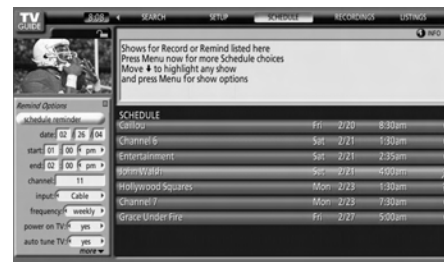 TV GUIDE 8:08 SEARCH SETUP SCHEDULE RECORDINGS LISTINGS
INFO
Shows for Record or Remind listed here
Press Menu now for more Schedule choices
Move to highlight any show
and press Menu for show options
Remind Options
schedule reminder
date: 02 / 26 / 04
start: 01 : 00 pm
end: 02 : 00 pm
channel: 11
input: Cable
frequency: weekly
power on TV: yes
auto tune TV: yes
more
SCHEDULE
Caillou Fri 2/20 8:30am
Channel 6 Sat 2/21 1:30am
Entertainment Sat 2/21 2:35am
John Walsh Sat 2/21 4:00am
Hollywood Squares Mon 2/23 1:30am
Channel 7 Mon 2/23 7:30am
Grace Under Fire Fri 2/27 5:00am